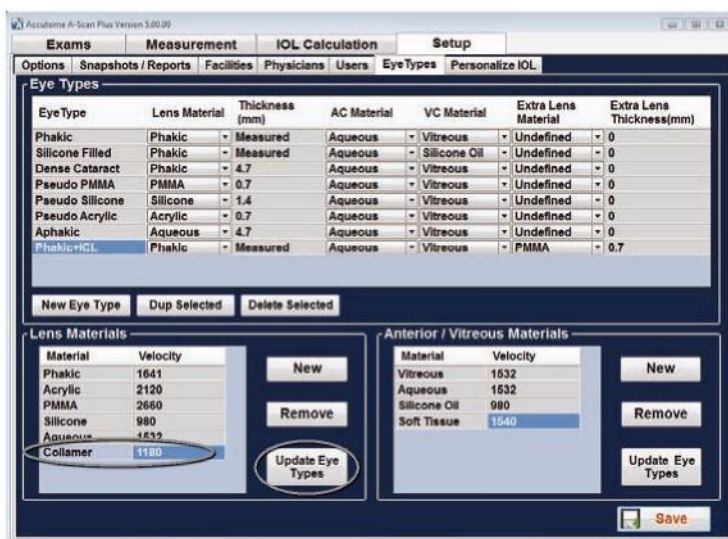 Accutome A-Scan Plus Version 5.00.00
Exams Measurement IOL Calculation Setup
Options Snapshots / Reports Facilities Physicians Users EyeTypes Personalize IOL
Eye Types
EyeType Lens Material Thickness (mm) AC Material VC Material Extra Lens Material Extra Lens Thickness(mm)
Phakic Phakic Measured Aqueous Vitreous Undefined 0
Silicone Filled Phakic Measured Aqueous Silicone Oil Undefined 0
Dense Cataract Phakic 4.7 Aqueous Vitreous Undefined 0
Pseudo PMMA PMMA 0.7 Aqueous Vitreous Undefined 0
Pseudo Silicone Silicone 1.4 Aqueous Vitreous Undefined 0
Pseudo Acrylic Acrylic 0.7 Aqueous Vitreous Undefined 0
Aphakic Aqueous 4.7 Aqueous Vitreous Undefined 0
Phakic+ICL Phakic Measured Aqueous Vitreous PMMA 0.7
New Eye Type Dup Selected Delete Selected
Lens Materials
Material Velocity
Phakic 1641
Acrylic 2120
PMMA 2660
Silicone 980
Aqueous 1532
Collamer 1180
New
Remove
Update Eye Types
Anterior / Vitreous Materials
Material Velocity
Vitreous 1532
Aqueous 1532
Silicone Oil 980
Soft Tissue 1540
New
Remove
Update Eye Types
Save